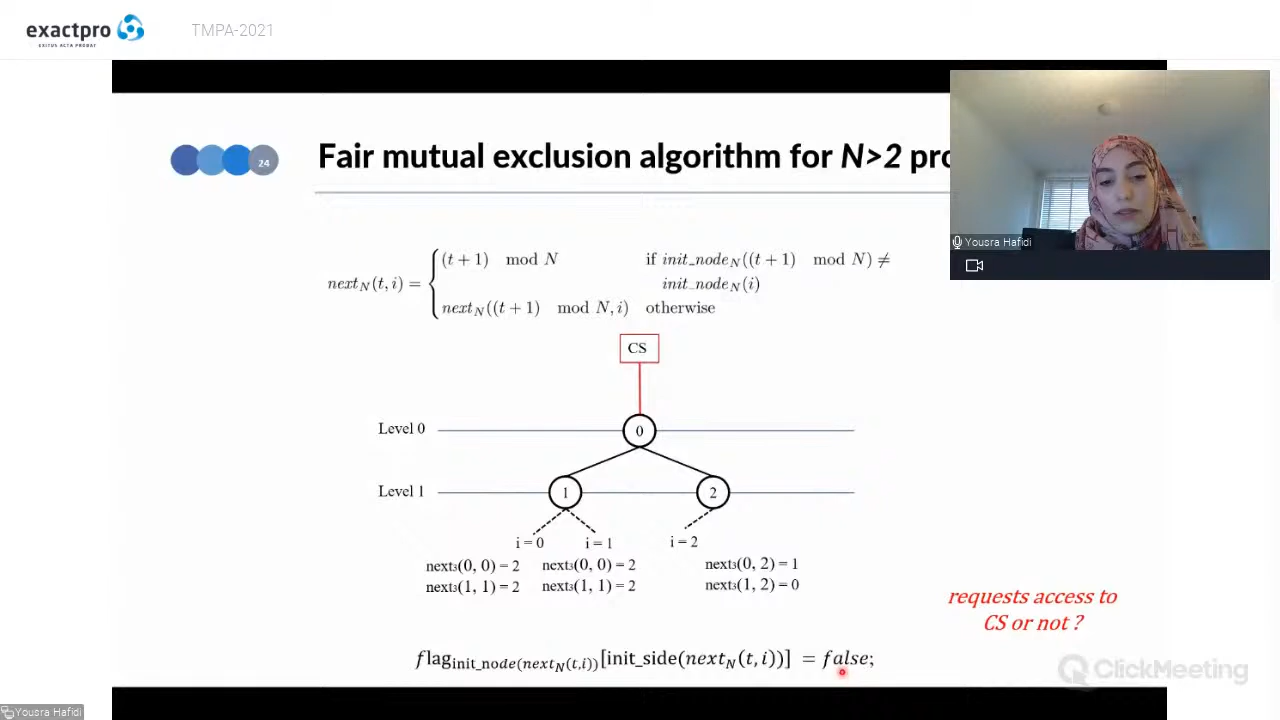 exactpro
EXITUS ACTA PROBAT
TMPA-2021
24
Fair mutual exclusion algorithm for N>2 pro
Yousra Hafidi
next_N(t, i) = { (t + 1) mod N if init_node_N((t + 1) mod N) ≠
init_node_N(i)
next_N((t + 1) mod N, i) otherwise
CS
Level 0
0
Level 1
1
2
i = 0
i = 1
i = 2
next₃(0, 0) = 2
next₃(0, 0) = 2
next₃(0, 2) = 1
next₃(1, 1) = 2
next₃(1, 1) = 2
next₃(1, 2) = 0
requests access to
CS or not ?
flag_init_node(next_N(t,i))[init_side(next_N(t, i))] = false;
ClickMeeting
Yousra Hafidi